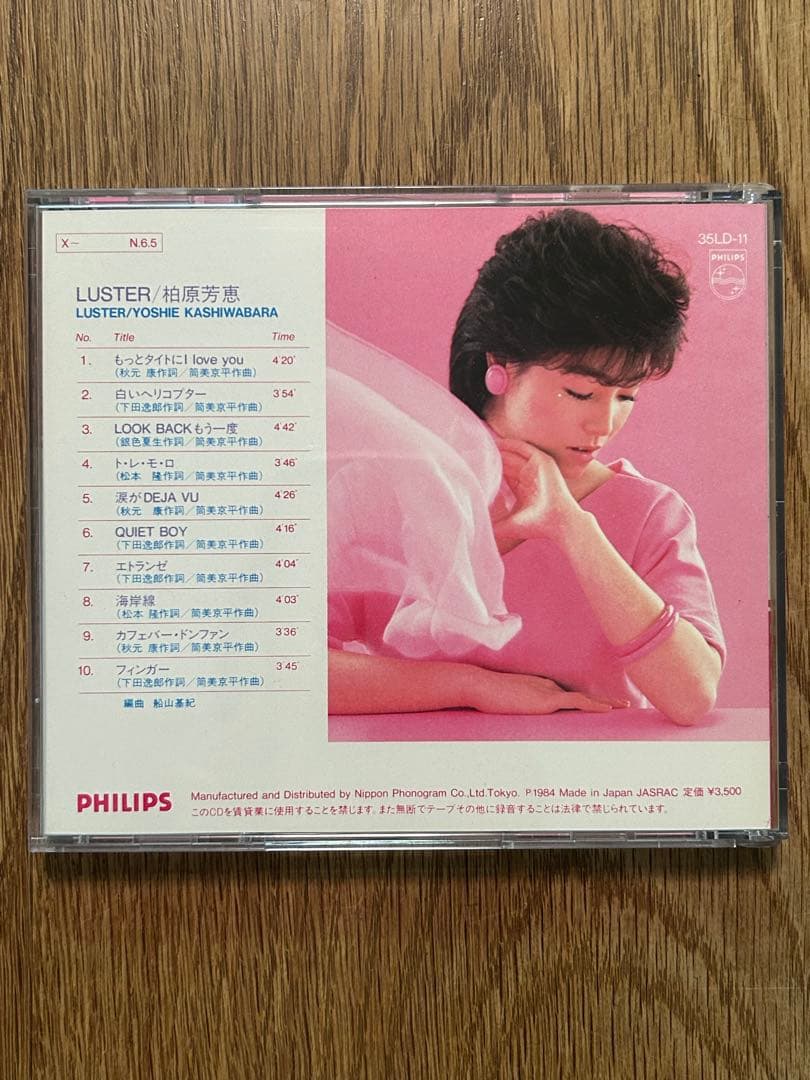 X〜 N.6.5
35LD-11
PHILIPS
LUSTER/柏原芳恵
LUSTER/YOSHIE KASHIWABARA
No. Title Time
1. もっとタイトにI love you 4'20"
(秋元 康作詞/筒美京平作曲)
2. 白いヘリコプター 3'54"
(下田逸郎作詞/筒美京平作曲)
3. LOOK BACKもう一度 4'42"
(銀色夏生作詞/筒美京平作曲)
4. ト・レ・モ・ロ 3'46"
(松本 隆作詞/筒美京平作曲)
5. 涙がDEJA VU 4'26"
(秋元 康作詞/筒美京平作曲)
6. QUIET BOY 4'16"
(下田逸郎作詞/筒美京平作曲)
7. エトランゼ 4'04"
(下田逸郎作詞/筒美京平作曲)
8. 海岸線 4'03"
(松本 隆作詞/筒美京平作曲)
9. カフェバー・ドンファン 3'36"
(秋元 康作詞/筒美京平作曲)
10. フィンガー 3'45"
(下田逸郎作詞/筒美京平作曲)
編曲 船山基紀
PHILIPS
Manufactured and Distributed by Nippon Phonogram Co.,Ltd.Tokyo. ℗1984 Made in Japan JASRAC 定価 ¥3,500
このCDを賃貸業に使用することを禁じます。また無断でテープその他に録音することは法律で禁じられています。